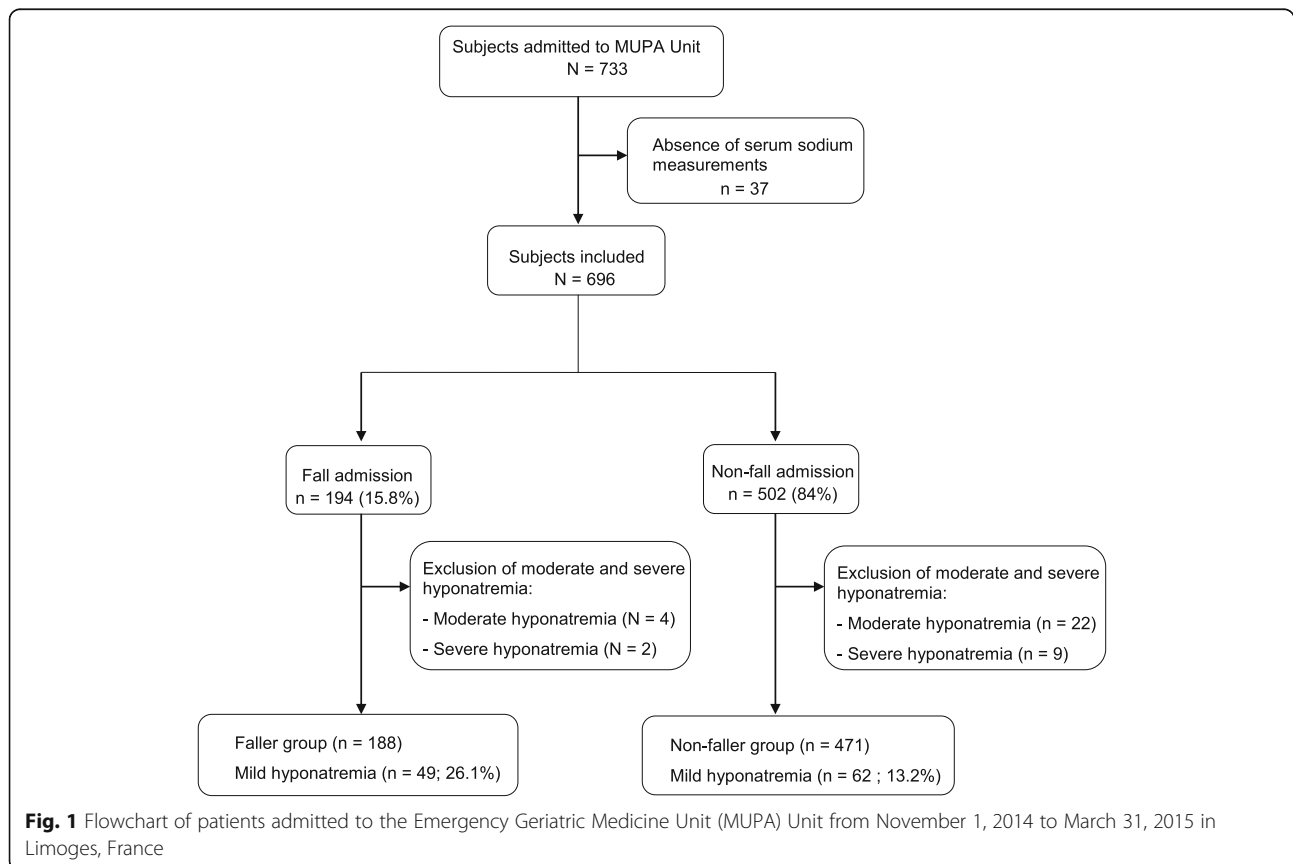 Subjects admitted to MUPA Unit
N = 733
Absence of serum sodium
measurements
n = 37
Subjects included
N = 696
Fall admission
n = 194 (15.8%)
Non-fall admission
n = 502 (84%)
Exclusion of moderate and severe
hyponatremia:
- Moderate hyponatremia (N = 4)
- Severe hyponatremia (N = 2)
Exclusion of moderate and severe
hyponatremia:
- Moderate hyponatremia (n = 22)
- Severe hyponatremia (n = 9)
Faller group (n = 188)
Mild hyponatremia (n = 49; 26.1%)
Non-faller group (n = 471)
Mild hyponatremia (n = 62 ; 13.2%)
Fig. 1 Flowchart of patients admitted to the Emergency Geriatric Medicine Unit (MUPA) Unit from November 1, 2014 to March 31, 2015 in
Limoges, France